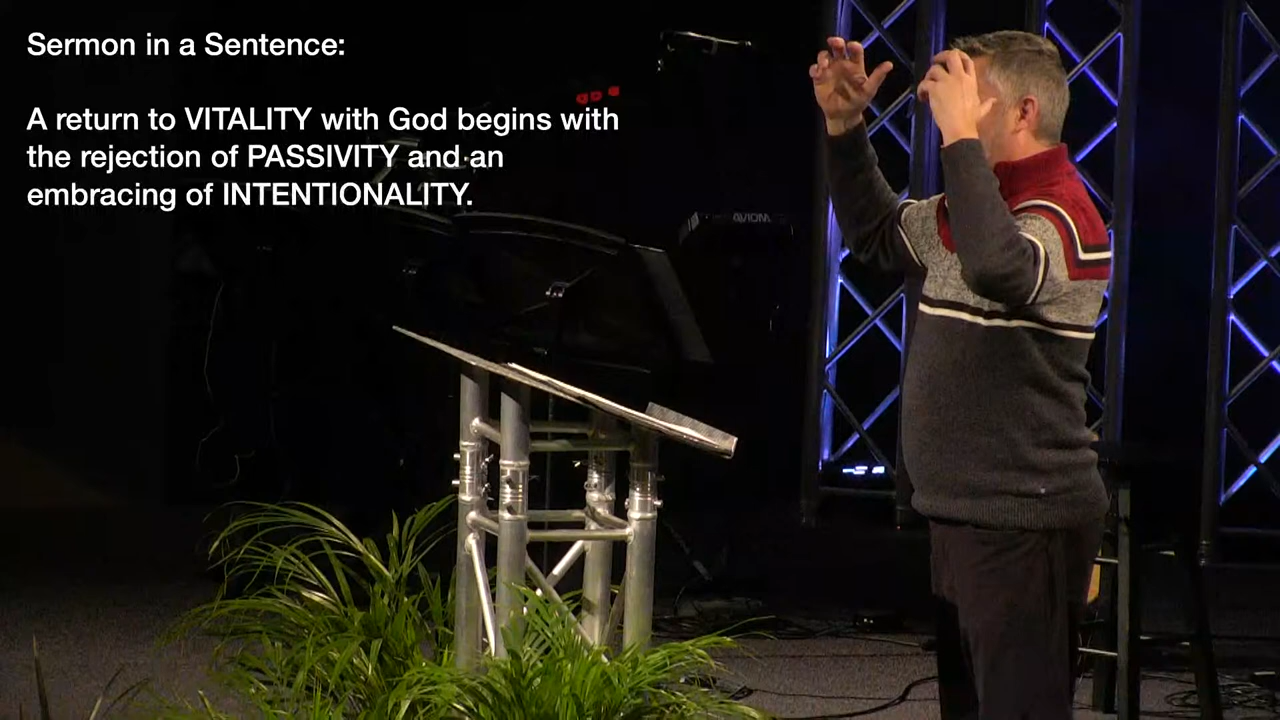 Sermon in a Sentence:
A return to VITALITY with God begins with
the rejection of PASSIVITY and an
embracing of INTENTIONALITY.
AVIOM